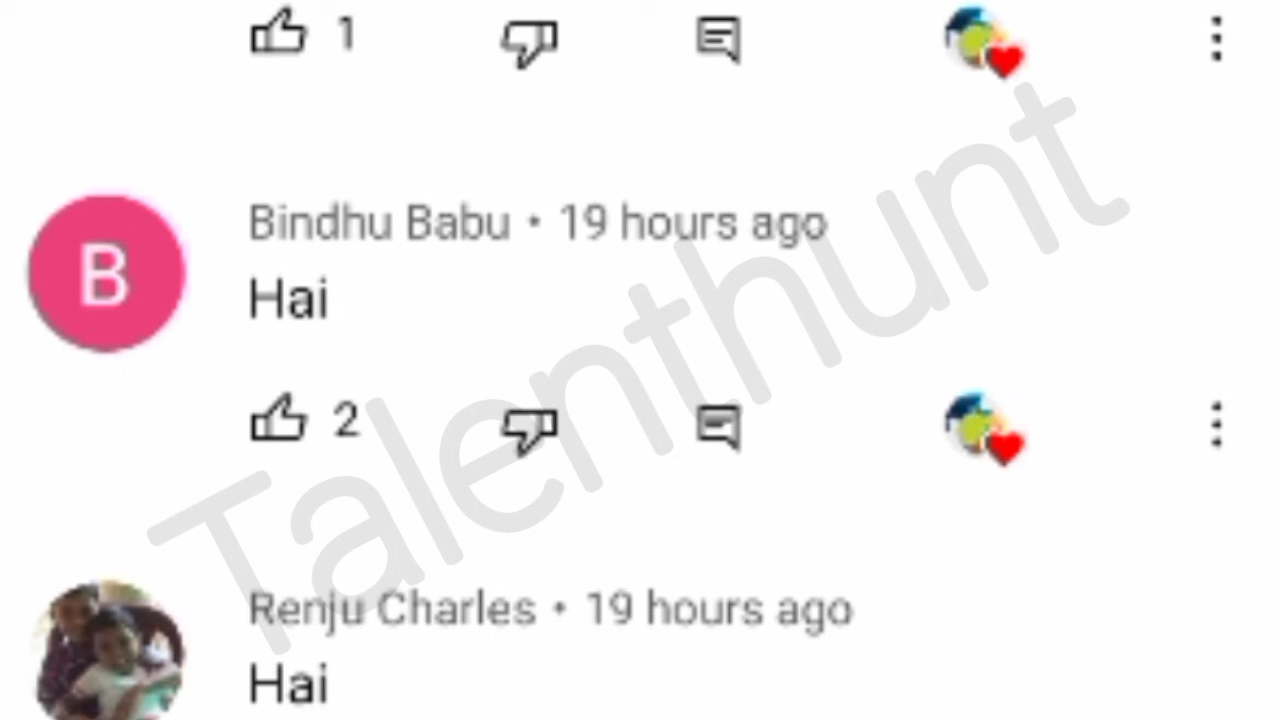 1
B
Bindhu Babu • 19 hours ago
Hai
2
Talenthunt
Renju Charles • 19 hours ago
Hai